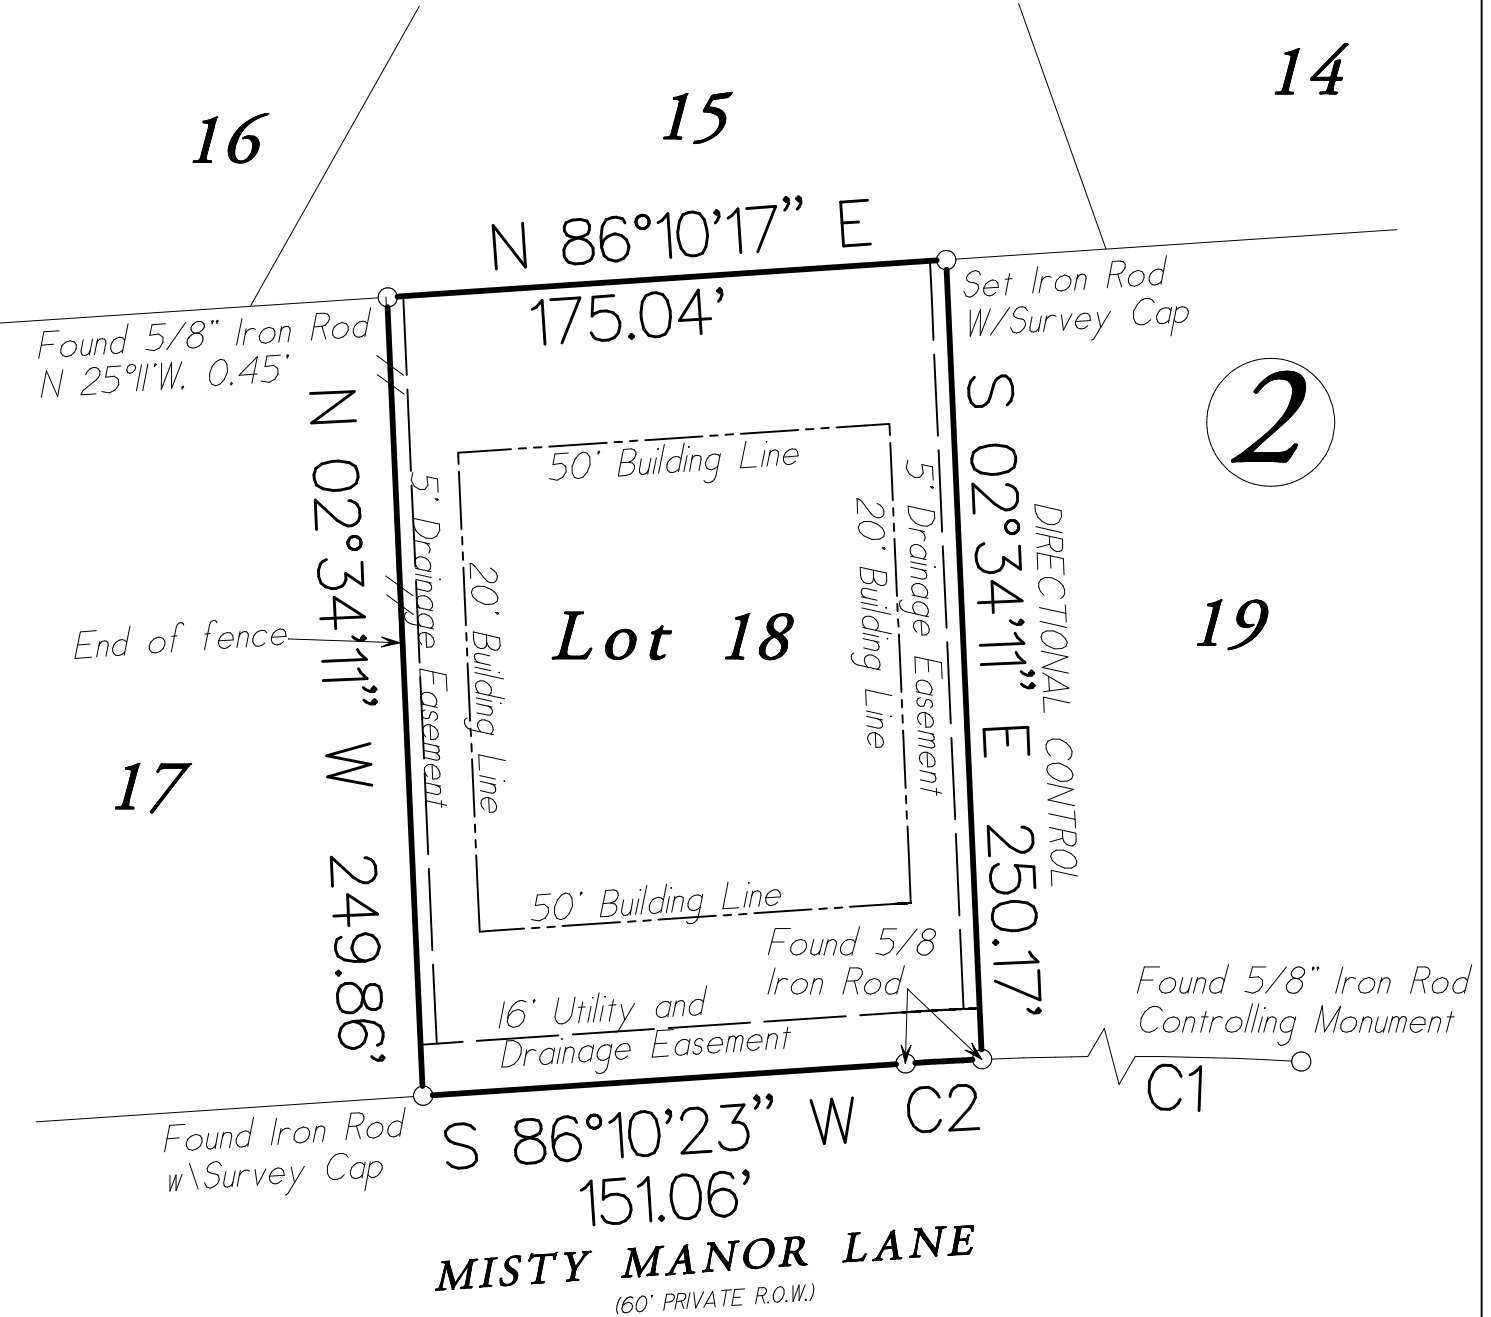 14
15
16
N 86°10'17" E
175.04'
Set Iron Rod
W/Survey Cap
Found 5/8" Iron Rod
N 25°11'W. 0.45'
2
N 02°34'11" W 249.86'
5' Drainage Easement
20' Building Line
50' Building Line
20' Building Line
5' Drainage Easement
S 02°34'11" E 250.17'
DIRECTIONAL CONTROL
End of fence
Lot 18
19
17
50' Building Line
Found 5/8
Iron Rod
16' Utility and
Drainage Easement
Found 5/8" Iron Rod
Controlling Monument
C1
C2
Found Iron Rod
w\Survey Cap
S 86°10'23" W
151.06'
MISTY MANOR LANE
(60' PRIVATE R.O.W.)